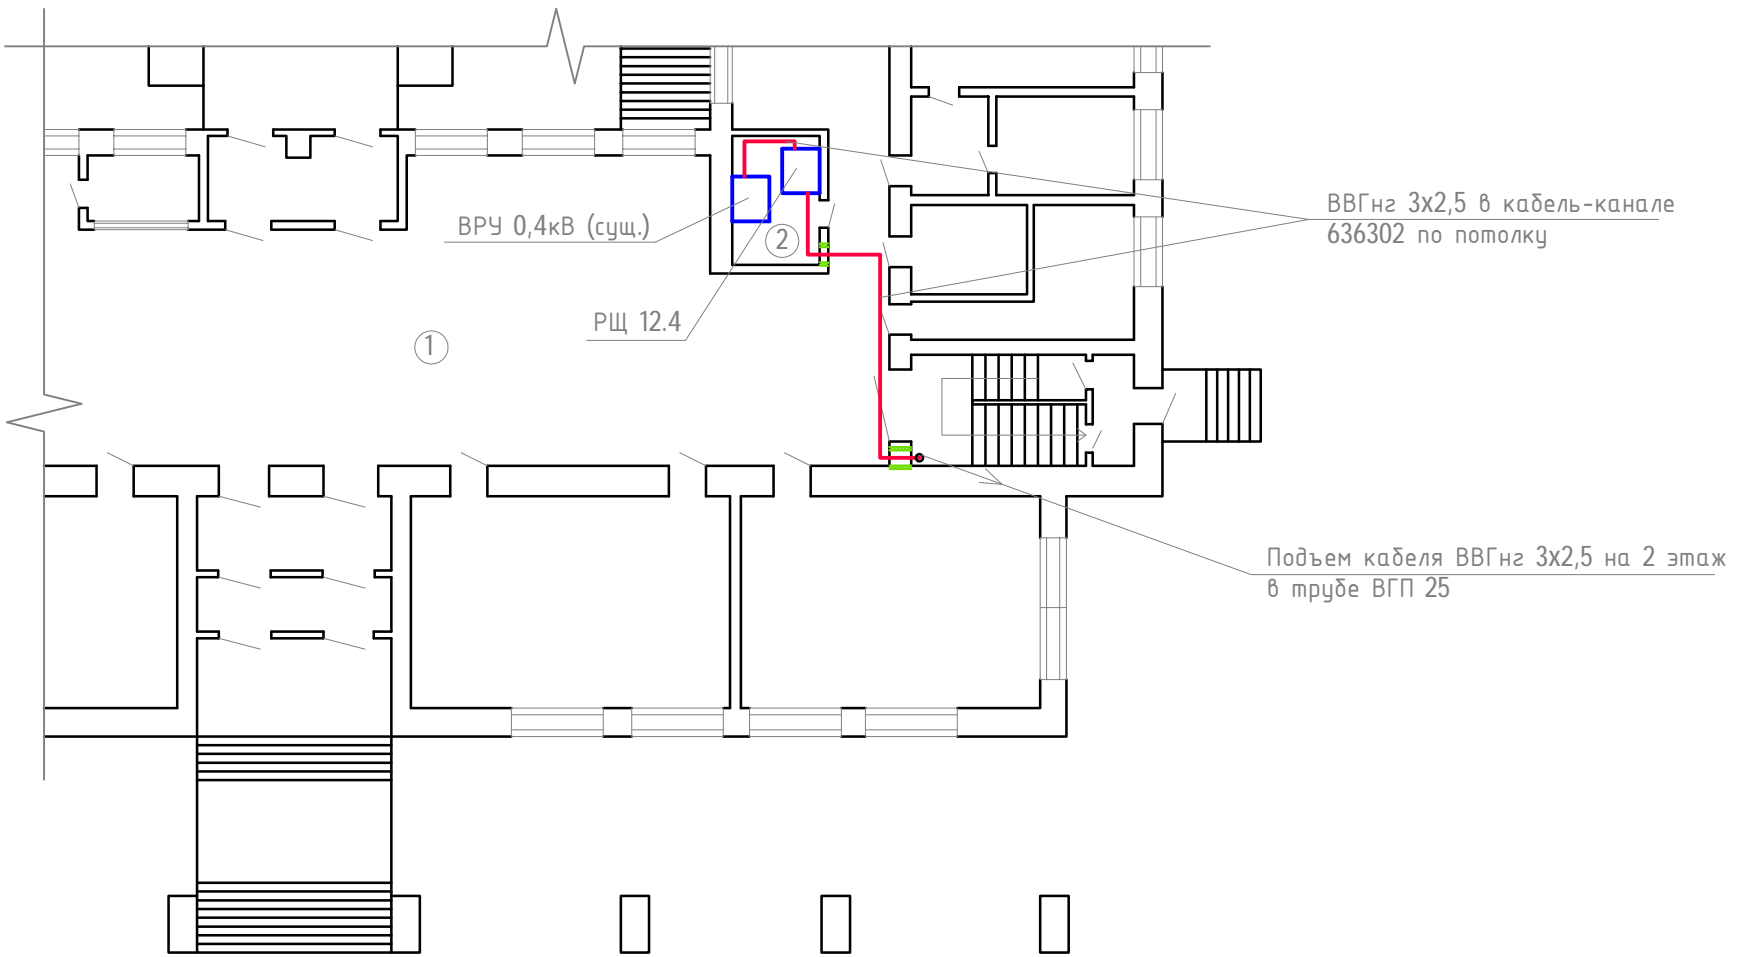 ВРУ 0,4кВ (сущ.)
2
ВВГнг 3х2,5 в кабель-канале
636302 по потолку
РЩ 12.4
1
Подъем кабеля ВВГнг 3х2,5 на 2 этаж
в трубе ВГП 25